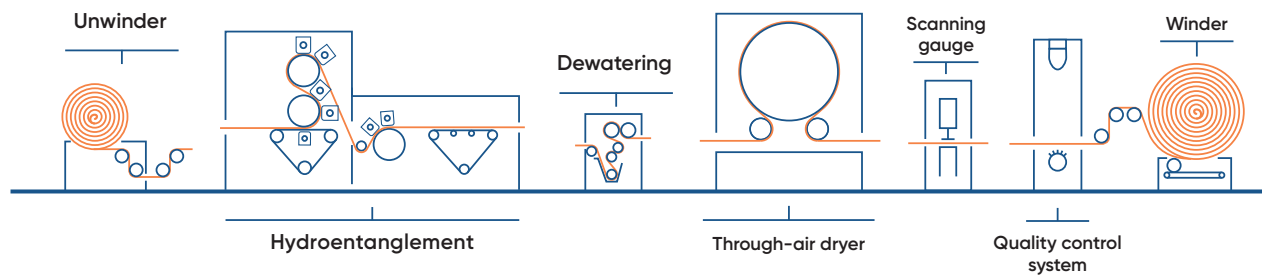 Unwinder
Hydroentanglement
Dewatering
Through-air dryer
Scanning
gauge
Quality control
system
Winder